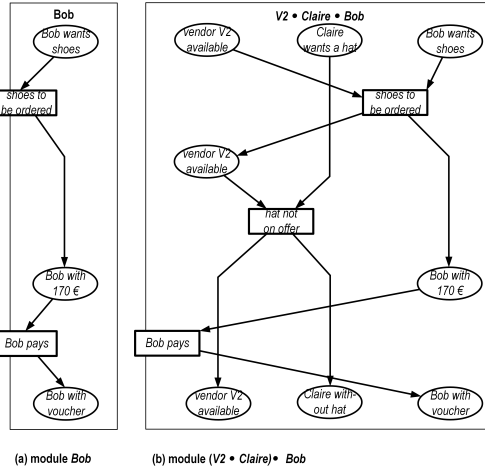 Bob
Bob wants
shoes
shoes to
be ordered
Bob with
170 €
Bob pays
Bob with
voucher
(a) module Bob
V2 • Claire • Bob
vendor V2
available
Claire
wants a hat
Bob wants
shoes
shoes to
be ordered
vendor V2
available
hat not
on offer
Bob with
170 €
Bob pays
vendor V2
available
Claire with-
out hat
Bob with
voucher
(b) module (V2 • Claire) • Bob